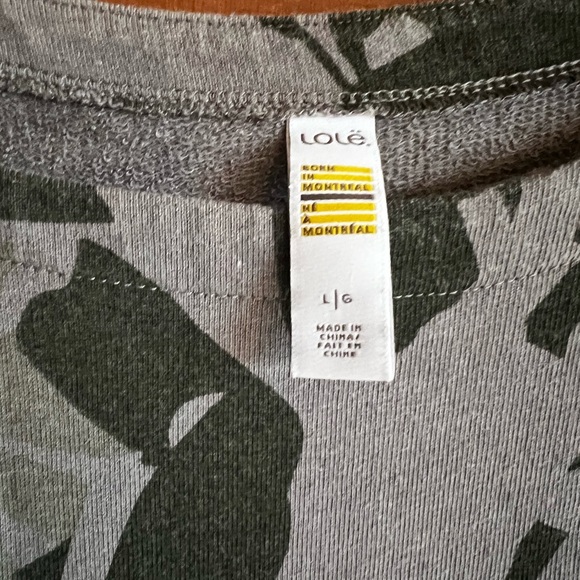 Lolë.
BORN
IN
MONTREAL
NÉ
À
MONTRÉAL
L|G
MADE IN
CHINA/
FAIT EN
CHINE